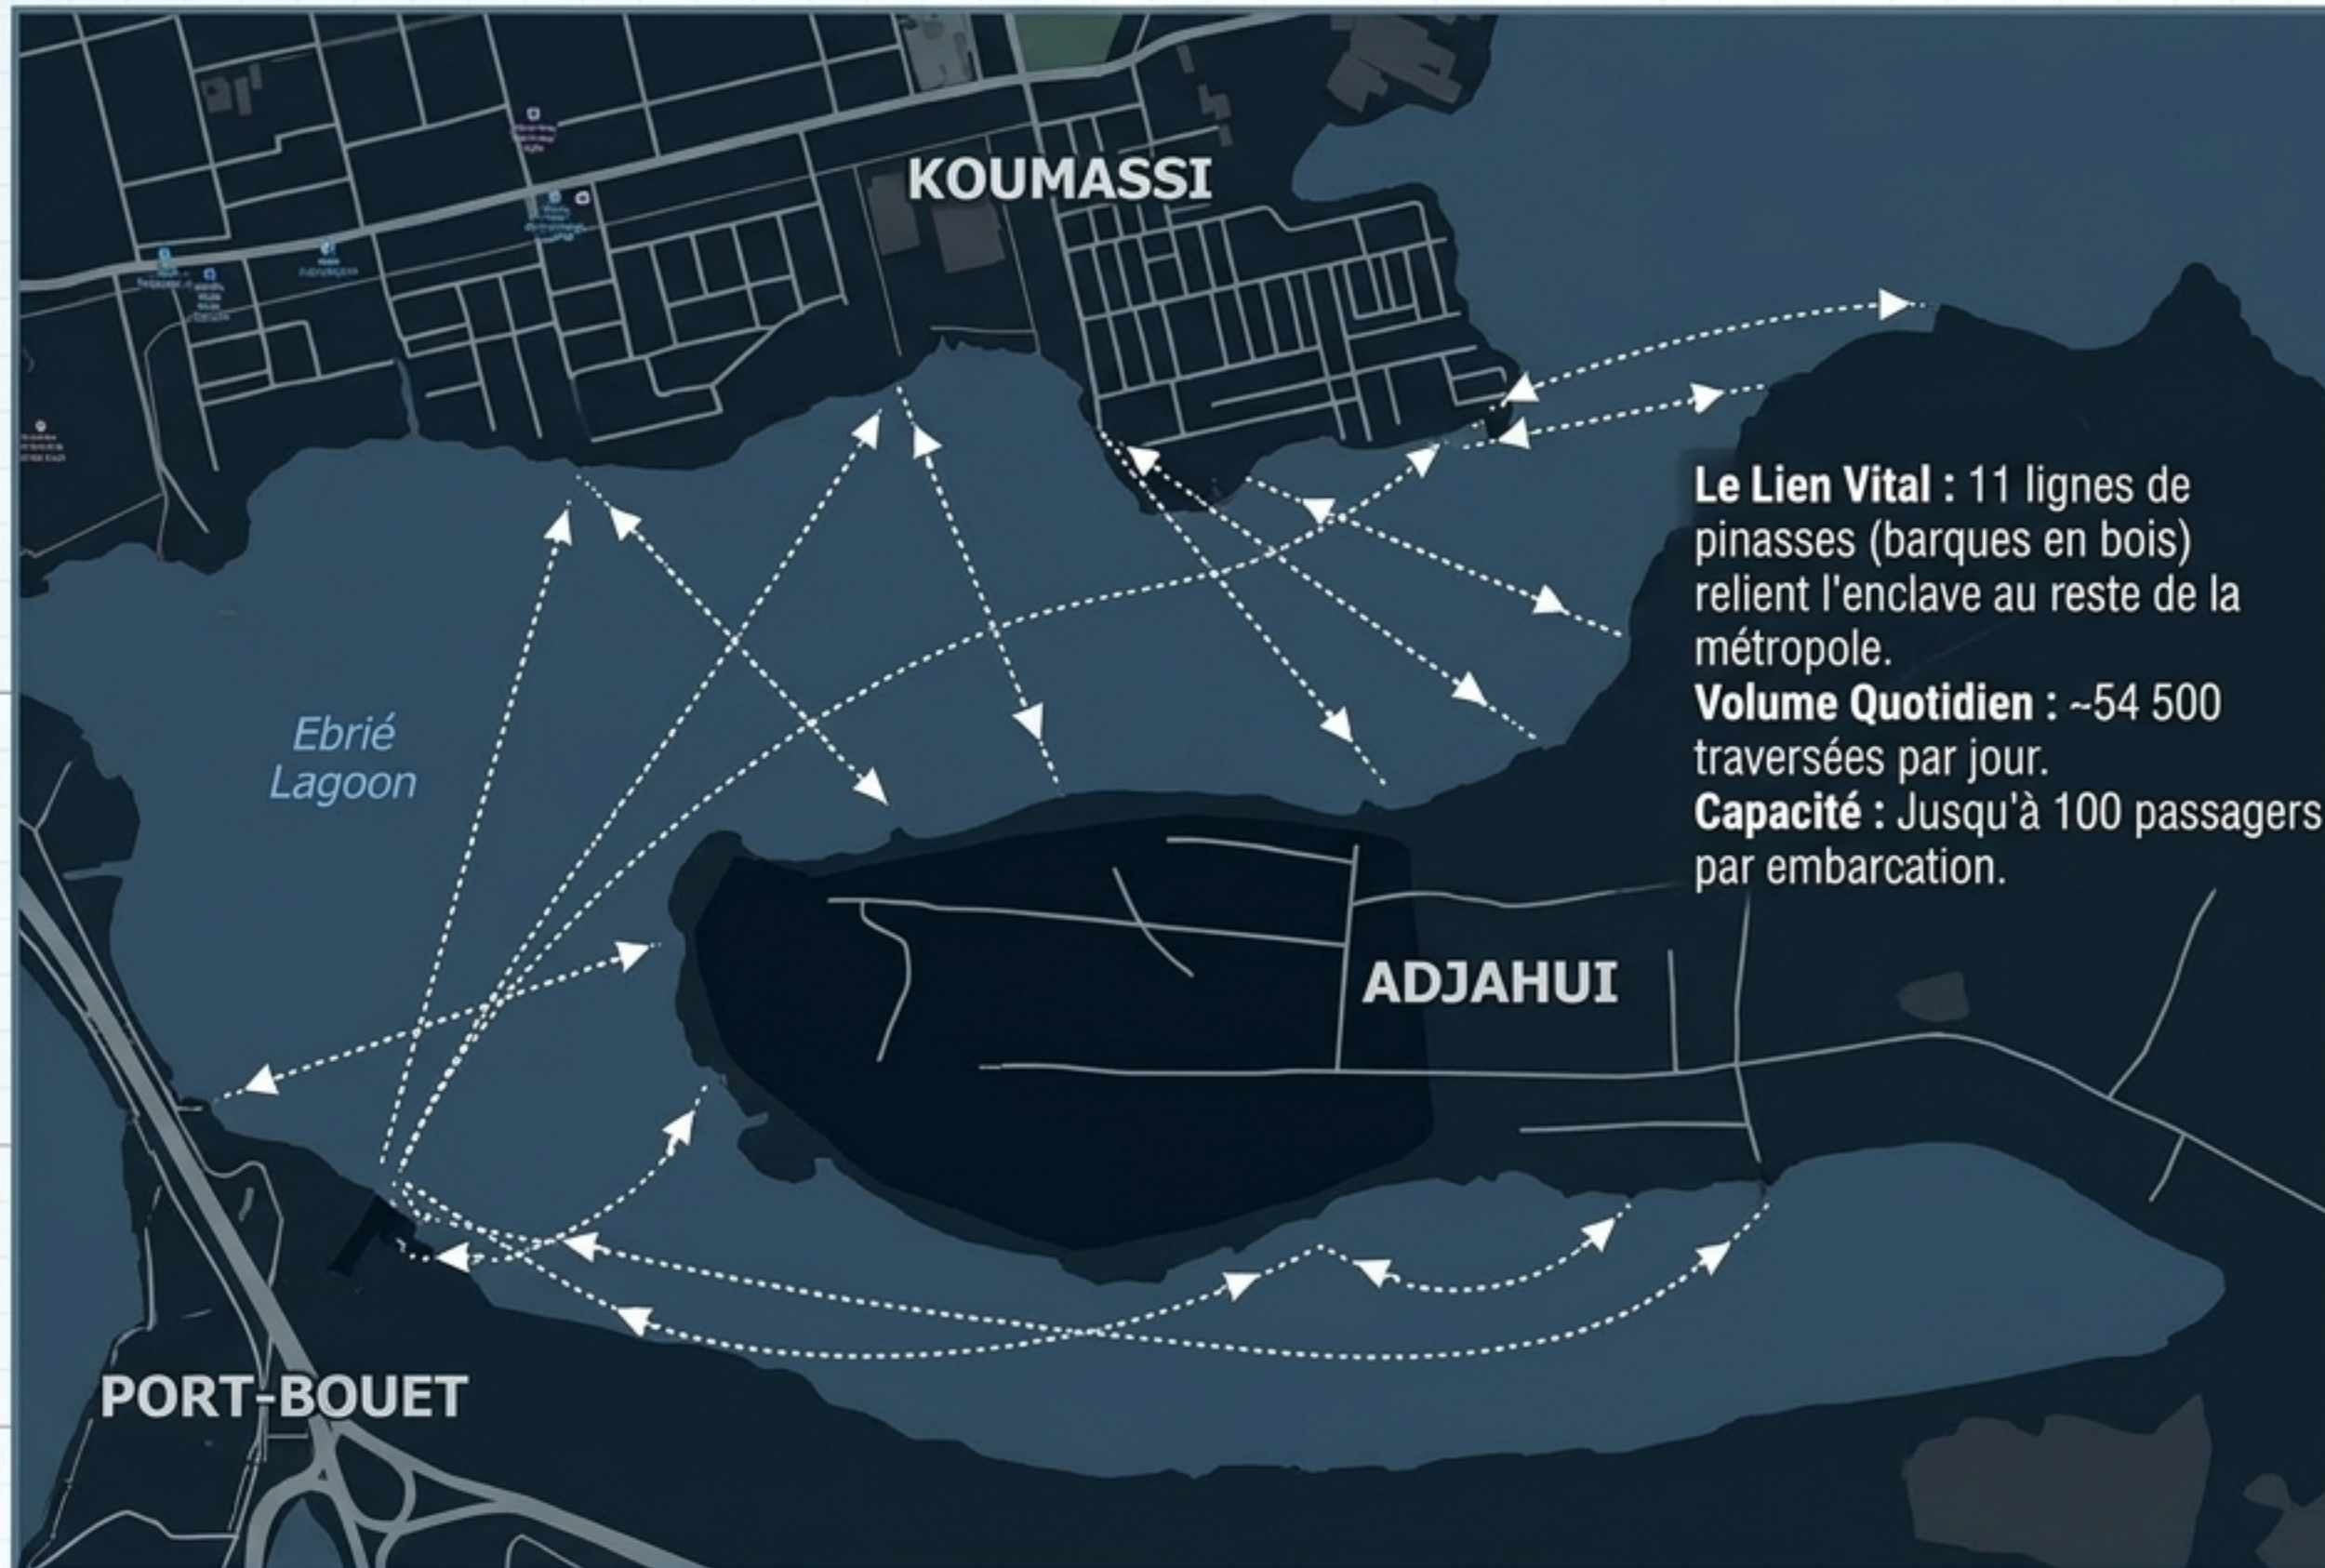 KOUMASSI
Le Lien Vital : 11 lignes de
pinasses (barques en bois)
relient l'enclave au reste de la
métropole.
Volume Quotidien : ~54 500
traversées par jour.
Capacité : Jusqu'à 100 passagers
par embarcation.
Ebrié
Lagoon
ADJAHUI
PORT-BOUET